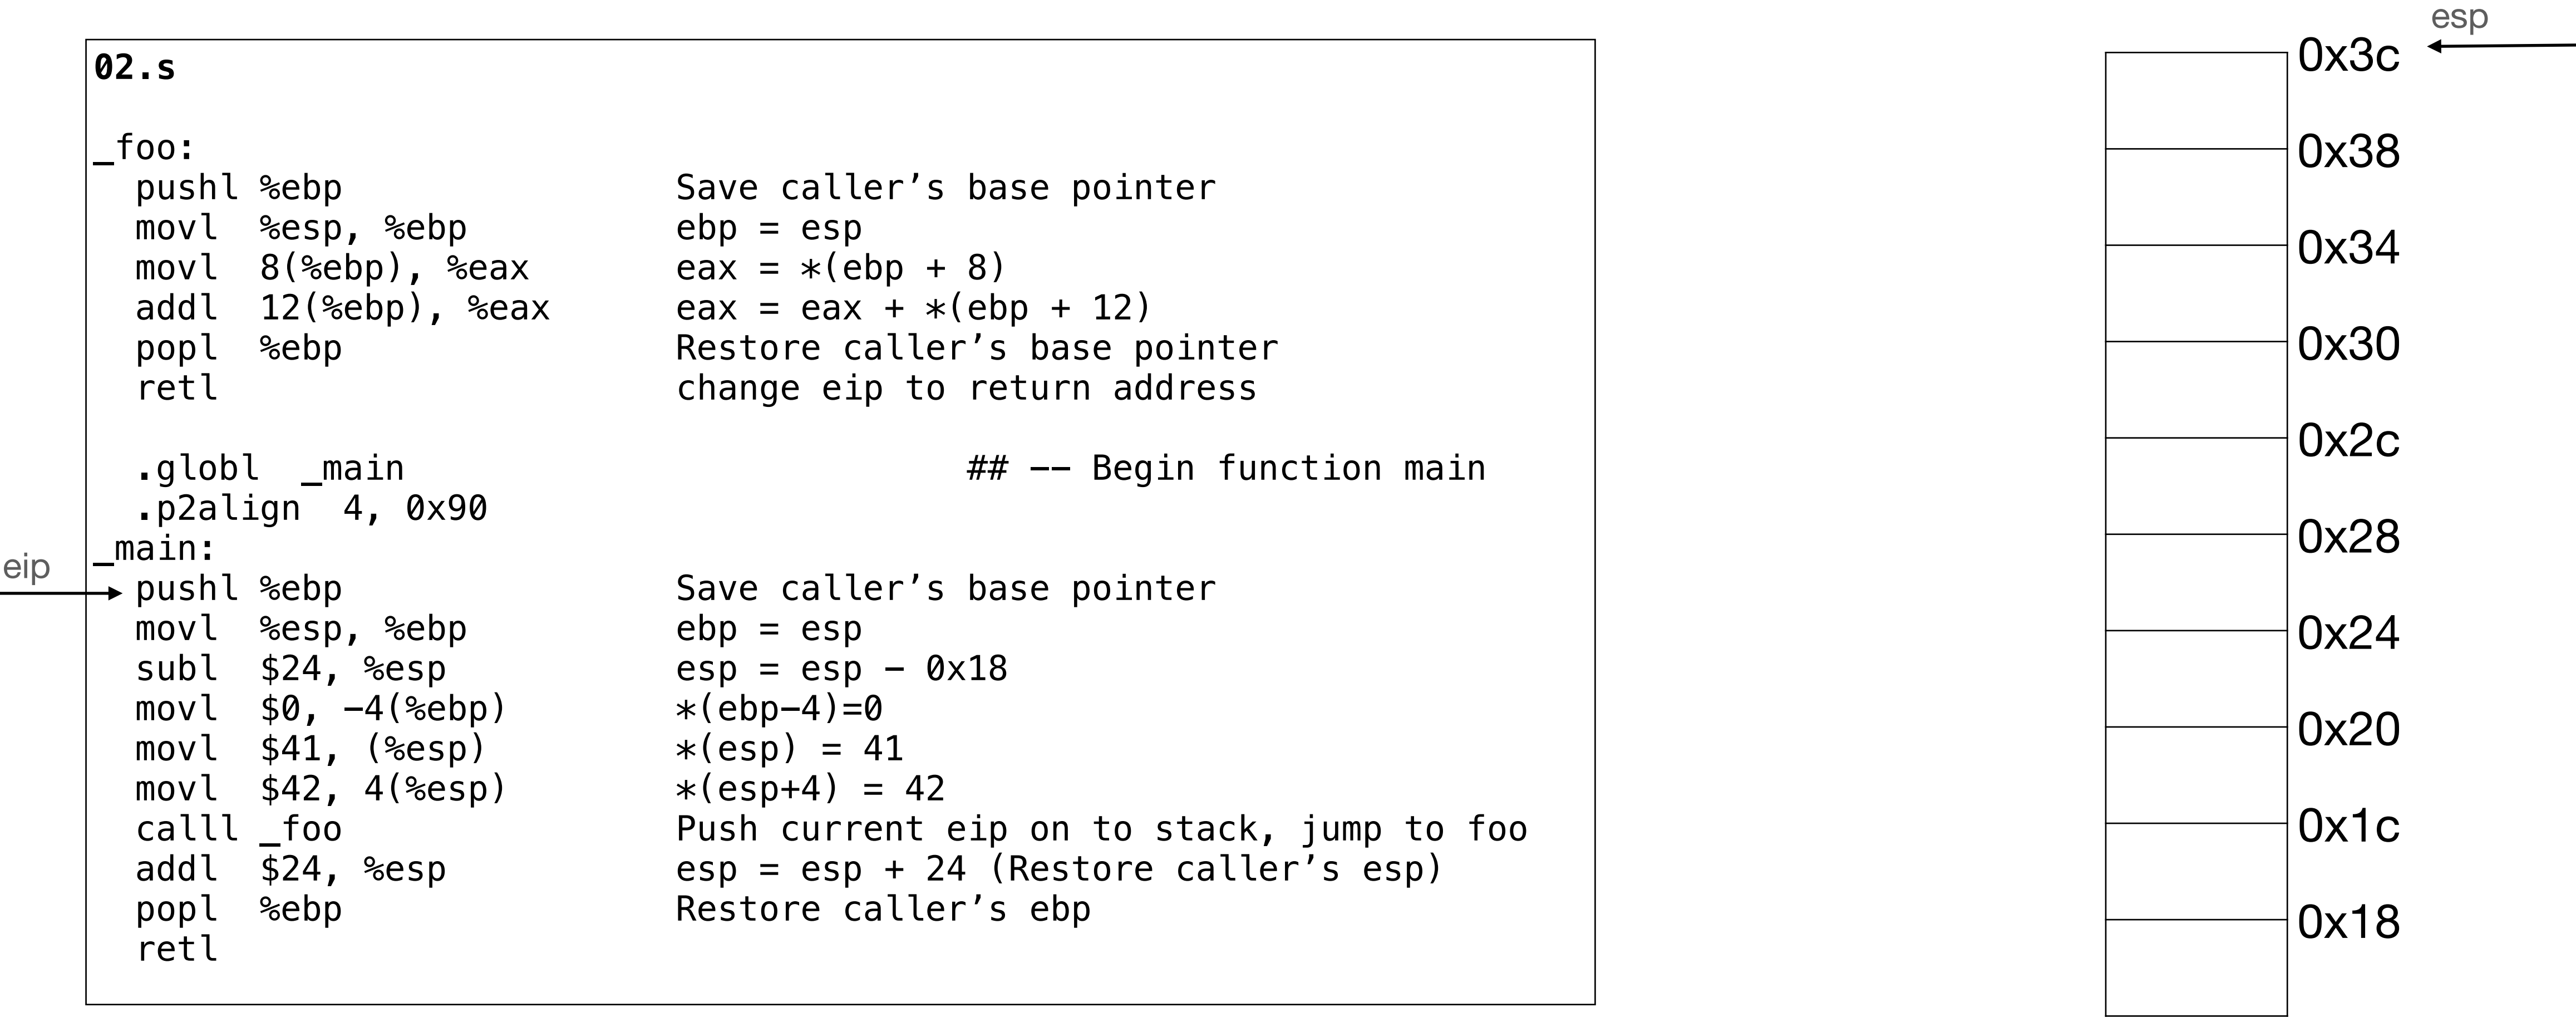 esp
02.s
_foo:
pushl %ebp Save caller’s base pointer
movl %esp, %ebp ebp = esp
movl 8(%ebp), %eax eax = *(ebp + 8)
addl 12(%ebp), %eax eax = eax + *(ebp + 12)
popl %ebp Restore caller’s base pointer
retl change eip to return address
.globl _main ## -- Begin function main
.p2align 4, 0x90
_main:
eip
pushl %ebp Save caller’s base pointer
movl %esp, %ebp ebp = esp
subl $24, %esp esp = esp - 0x18
movl $0, -4(%ebp) *(ebp-4)=0
movl $41, (%esp) *(esp) = 41
movl $42, 4(%esp) *(esp+4) = 42
calll _foo Push current eip on to stack, jump to foo
addl $24, %esp esp = esp + 24 (Restore caller’s esp)
popl %ebp Restore caller’s ebp
retl
0x3c
0x38
0x34
0x30
0x2c
0x28
0x24
0x20
0x1c
0x18